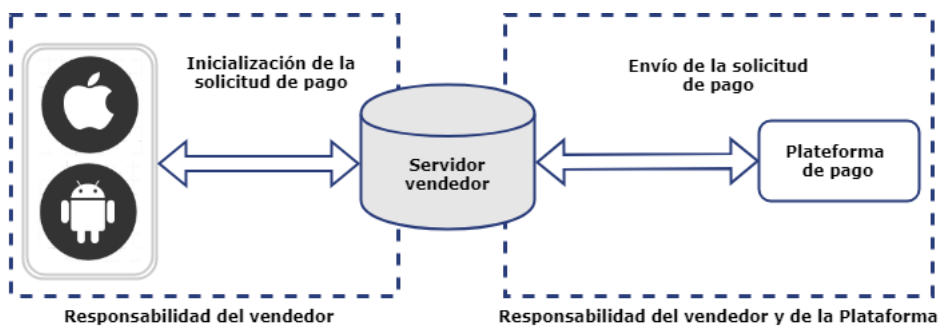 Inicialización de la
solicitud de pago
Envío de la solicitud
de pago
Servidor
vendedor
Plateforma
de pago
Responsabilidad del vendedor
Responsabilidad del vendedor y de la Plataforma